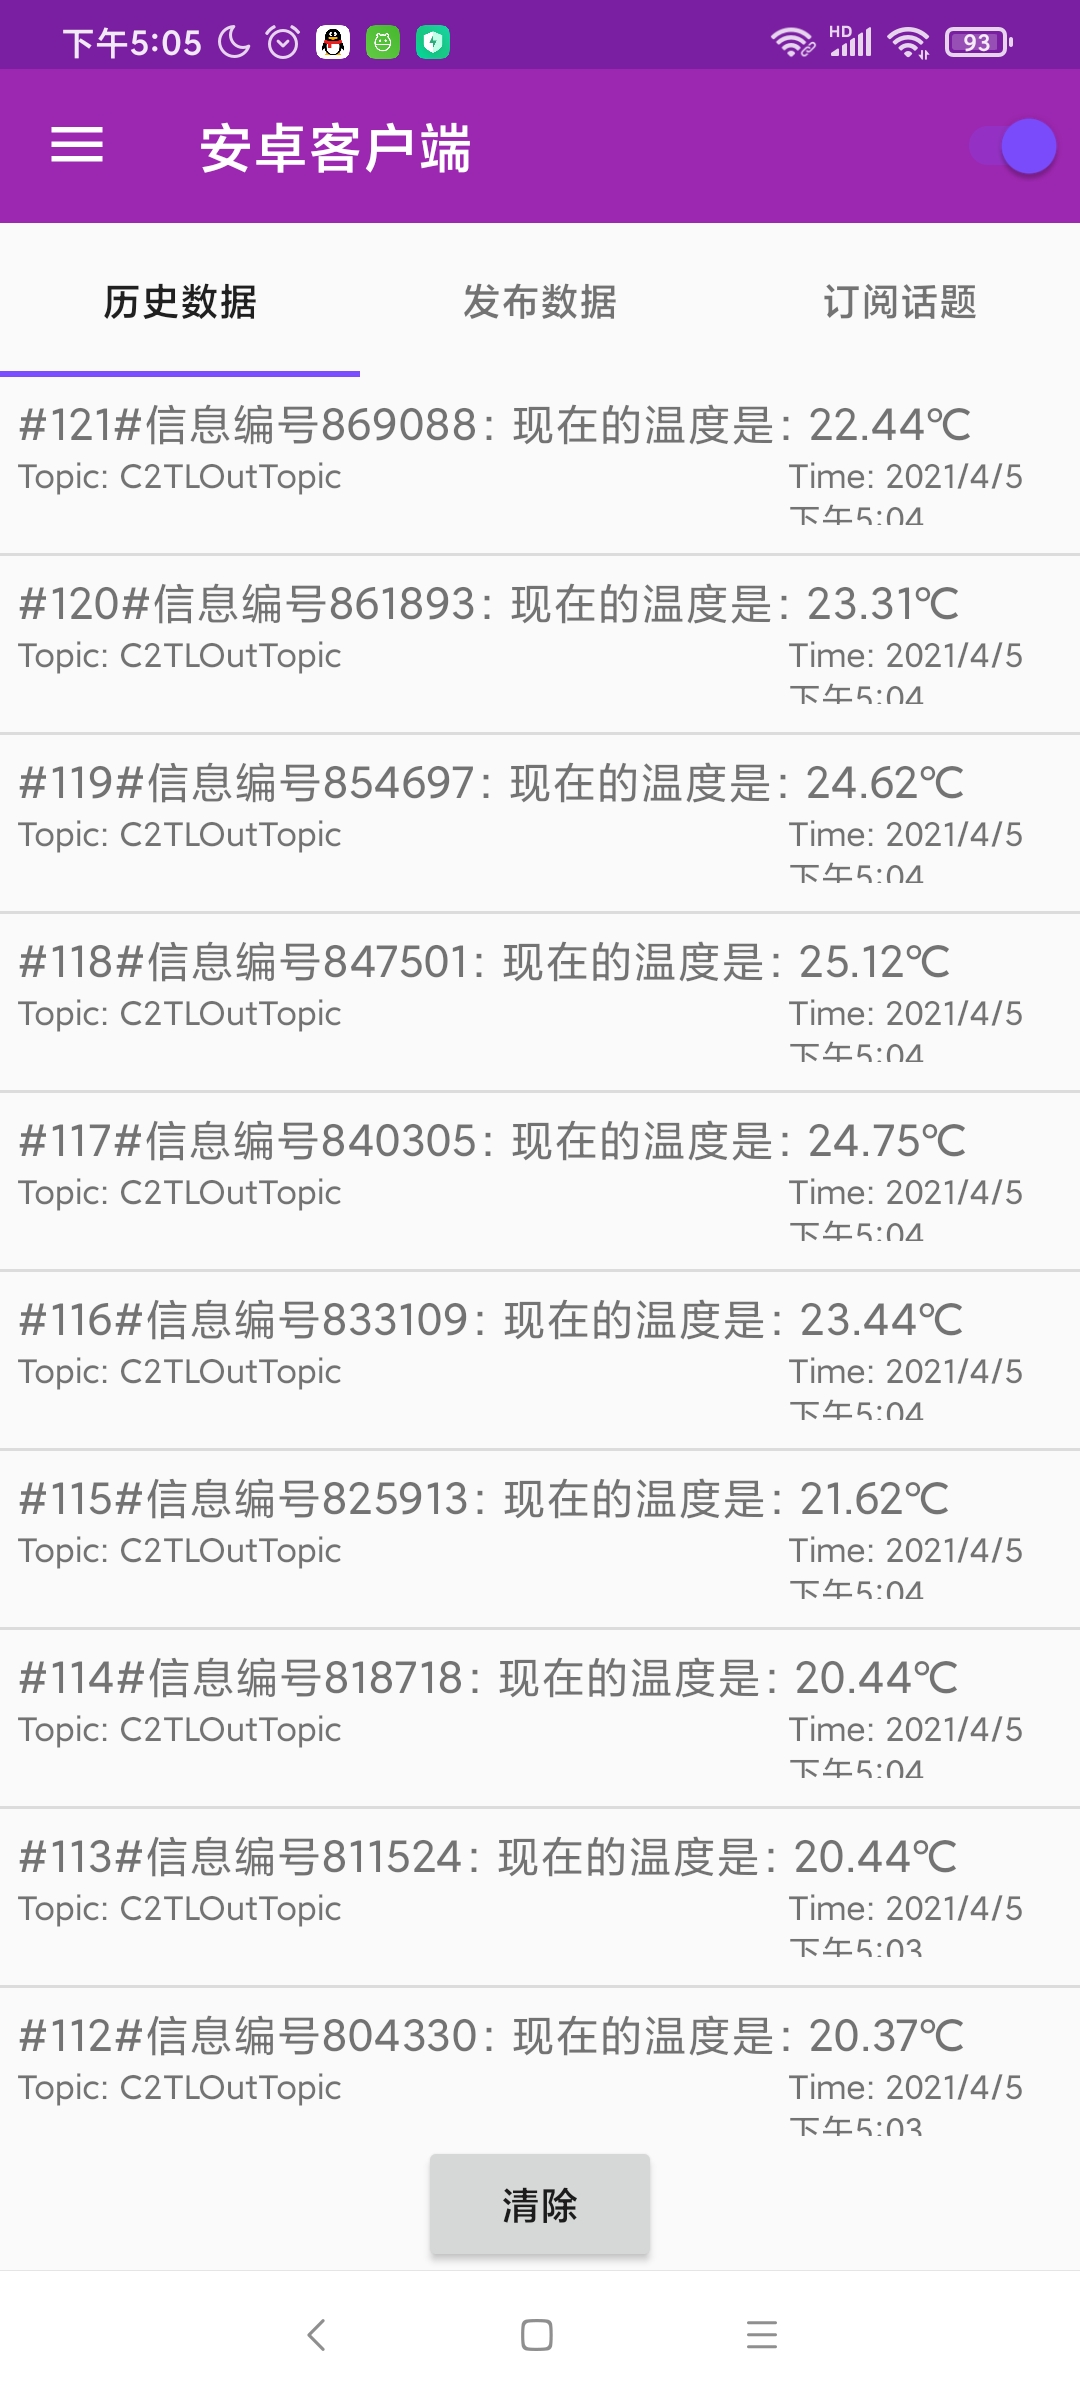 下午5:05
HD
93
安卓客户端
历史数据 发布数据 订阅话题
#121#信息编号869088: 现在的温度是: 22.44℃
Topic: C2TLOutTopic Time: 2021/4/5
下午5:04
#120#信息编号861893: 现在的温度是: 23.31℃
Topic: C2TLOutTopic Time: 2021/4/5
下午5:04
#119#信息编号854697: 现在的温度是: 24.62℃
Topic: C2TLOutTopic Time: 2021/4/5
下午5:04
#118#信息编号847501: 现在的温度是: 25.12℃
Topic: C2TLOutTopic Time: 2021/4/5
下午5:04
#117#信息编号840305: 现在的温度是: 24.75℃
Topic: C2TLOutTopic Time: 2021/4/5
下午5:04
#116#信息编号833109: 现在的温度是: 23.44℃
Topic: C2TLOutTopic Time: 2021/4/5
下午5:04
#115#信息编号825913: 现在的温度是: 21.62℃
Topic: C2TLOutTopic Time: 2021/4/5
下午5:04
#114#信息编号818718: 现在的温度是: 20.44℃
Topic: C2TLOutTopic Time: 2021/4/5
下午5:04
#113#信息编号811524: 现在的温度是: 20.44℃
Topic: C2TLOutTopic Time: 2021/4/5
下午5:03
#112#信息编号804330: 现在的温度是: 20.37℃
Topic: C2TLOutTopic Time: 2021/4/5
下午5:03
清除